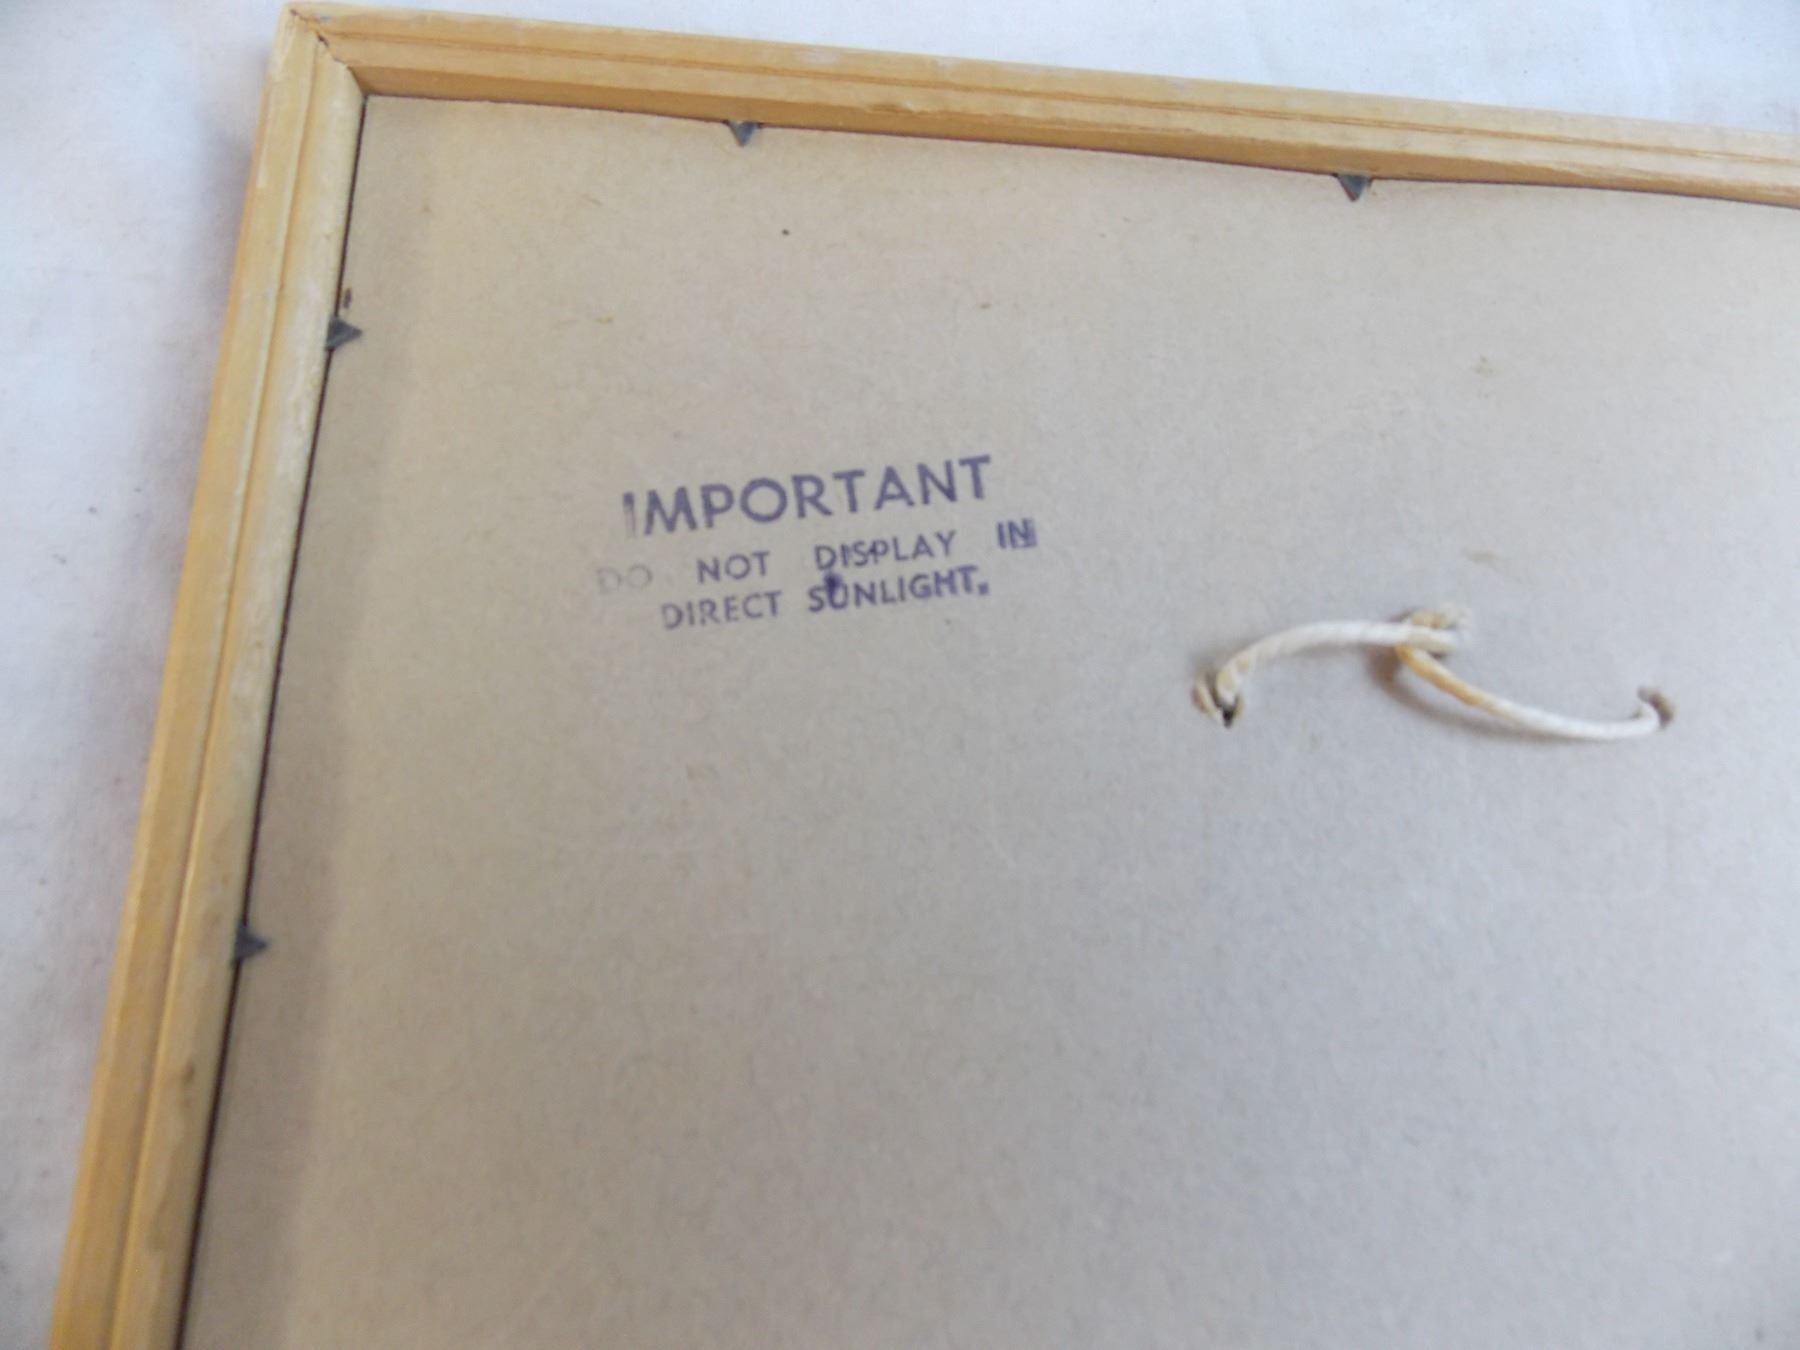 IMPORTANT
DO NOT DISPLAY IN
DIRECT SUNLIGHT.